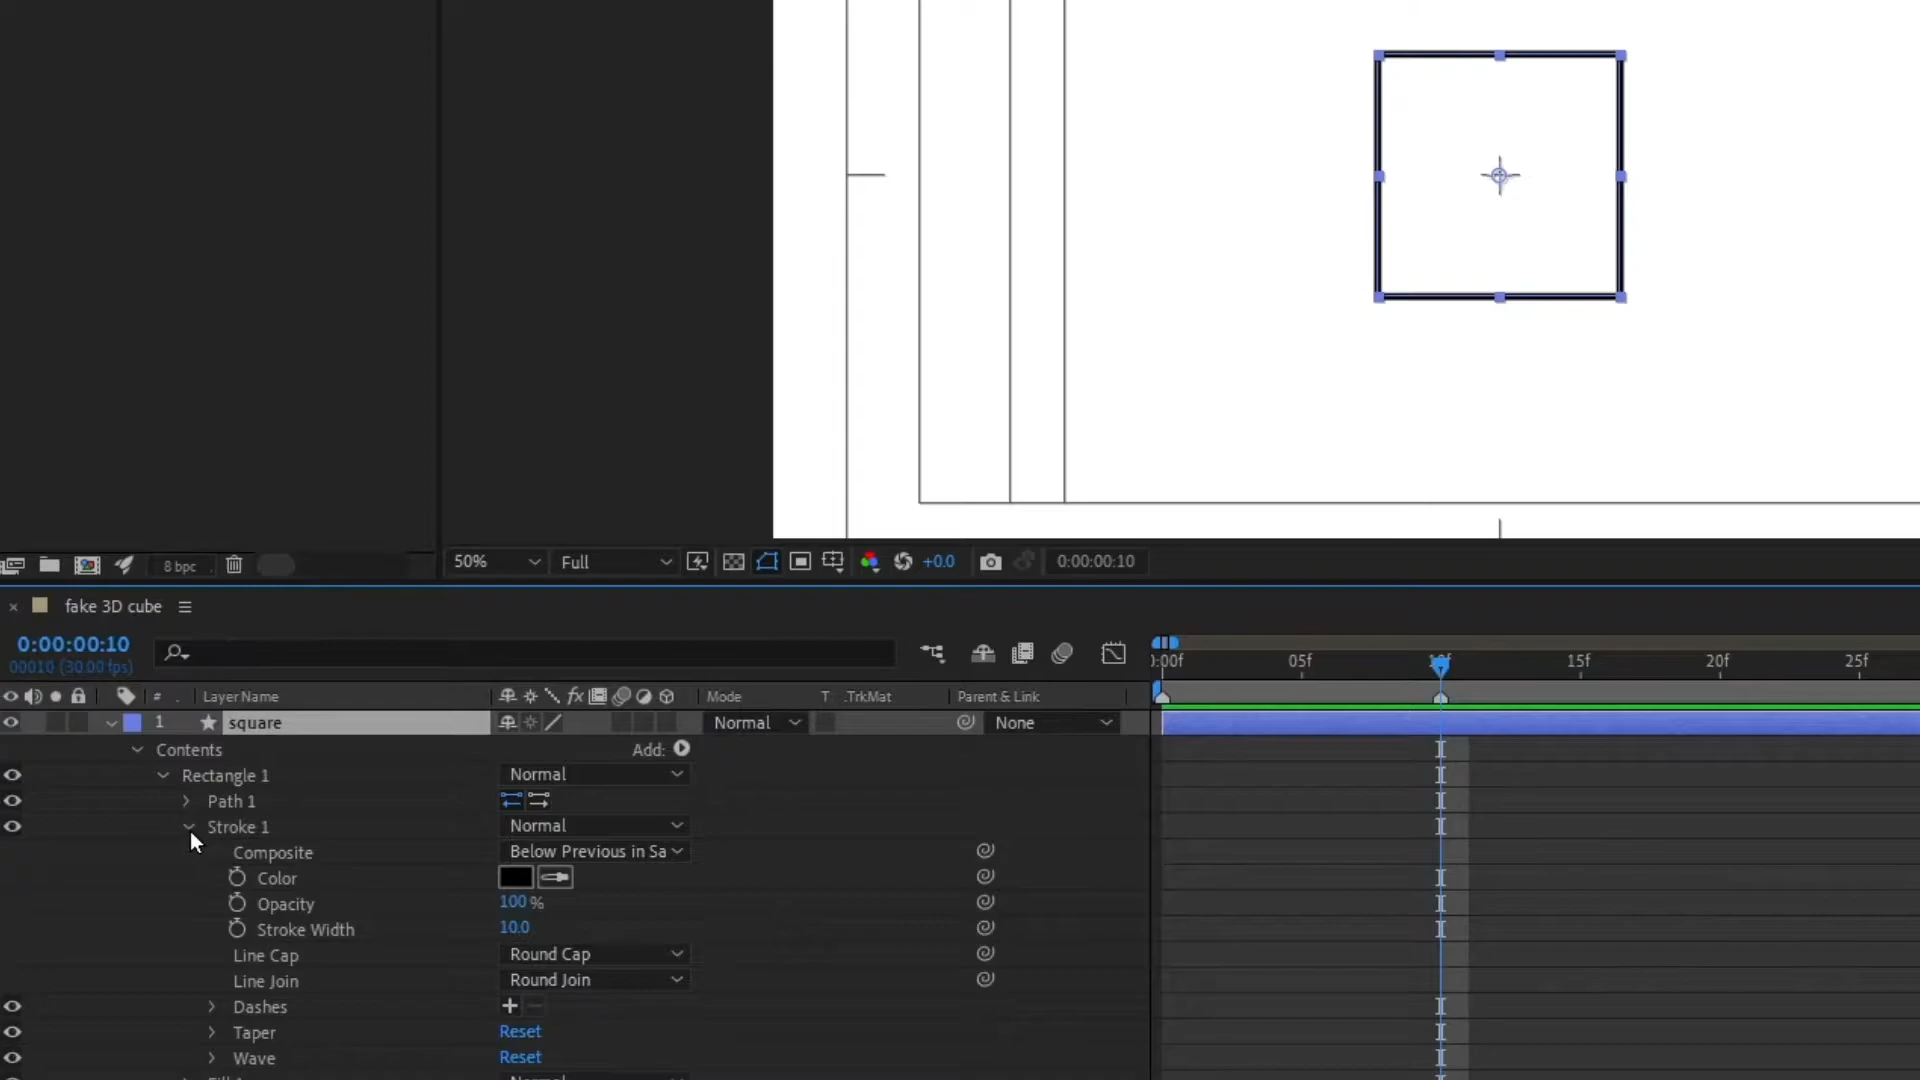 8 bpc
50%
Full
+0.0
0:00:00:10
fake 3D cube
0:00:00:10
00010 (30.00 fps)
:00f
05f
10f
15f
20f
25f
#
.
Layer Name
fx
Mode
T
.TrkMat
Parent & Link
1
square
Normal
None
Contents
Add:
Rectangle 1
Normal
Path 1
Stroke 1
Normal
Composite
Below Previous in Sa
Color
Opacity
100 %
Stroke Width
10.0
Line Cap
Round Cap
Line Join
Round Join
Dashes
Taper
Reset
Wave
Reset